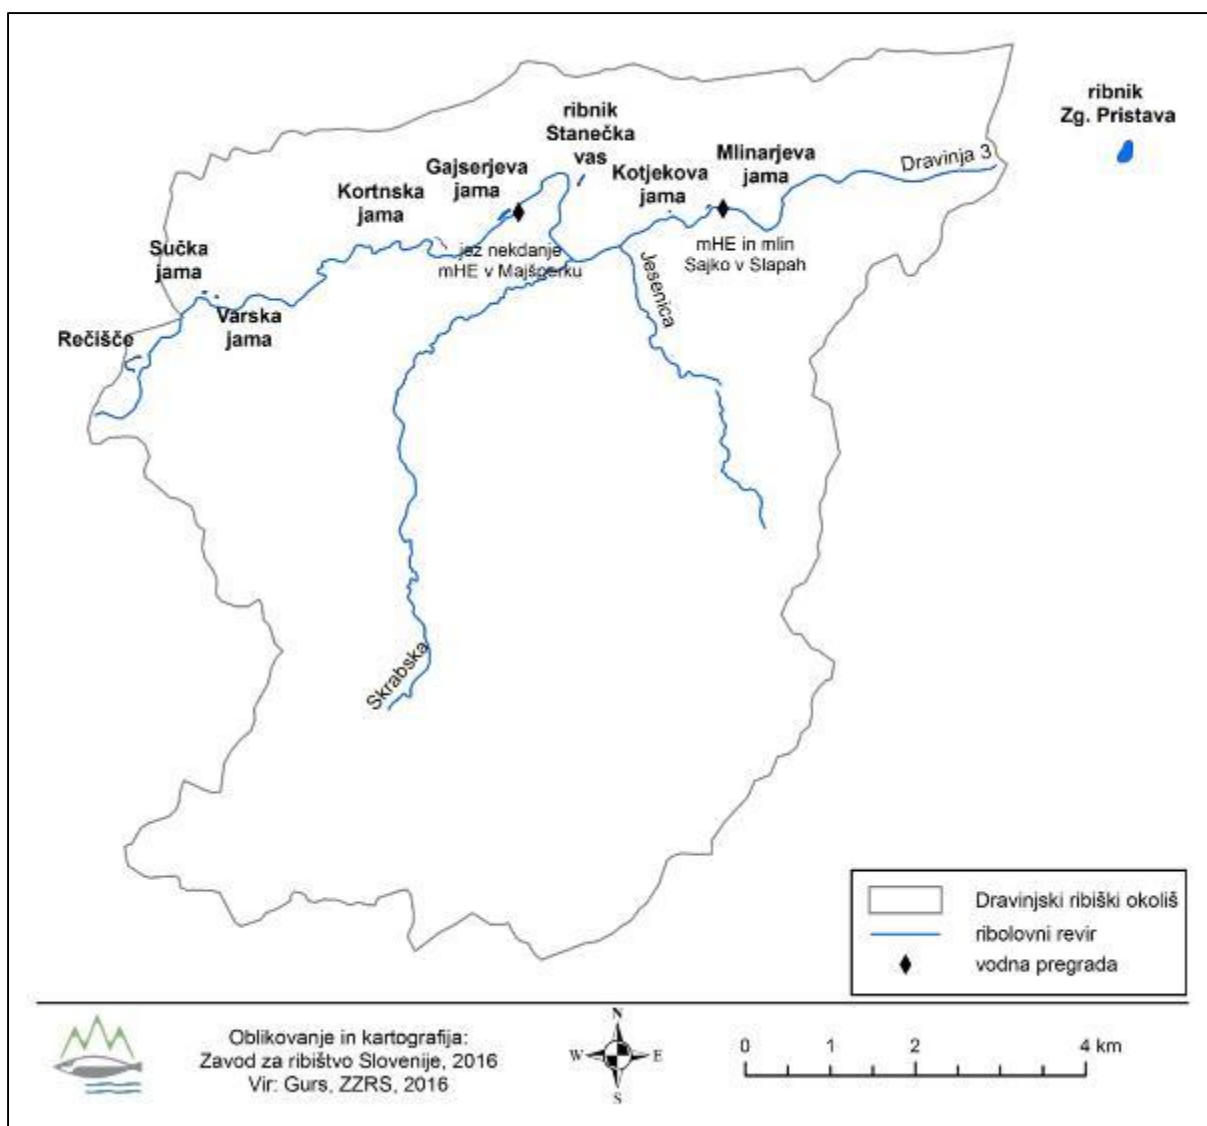 ribnik
Zg. Pristava
ribnik
Stanečka
vas
Mlinarjeva
jama
Dravinja 3
Gajserjeva
jama
Kotjekova
jama
Kortnska
jama
Sučka
jama
jez nekdanje
mHE v Majšperku
mHE in mlin
Sajko v Slapah
Jesenica
Varska
jama
Rečišče
Skrabska
Dravinjski ribiški okoliš
ribolovni revir
vodna pregrada
Oblikovanje in kartografija:
Zavod za ribištvo Slovenije, 2016
Vir: Gurs, ZZRS, 2016
N
W E
S
0 1 2 4 km